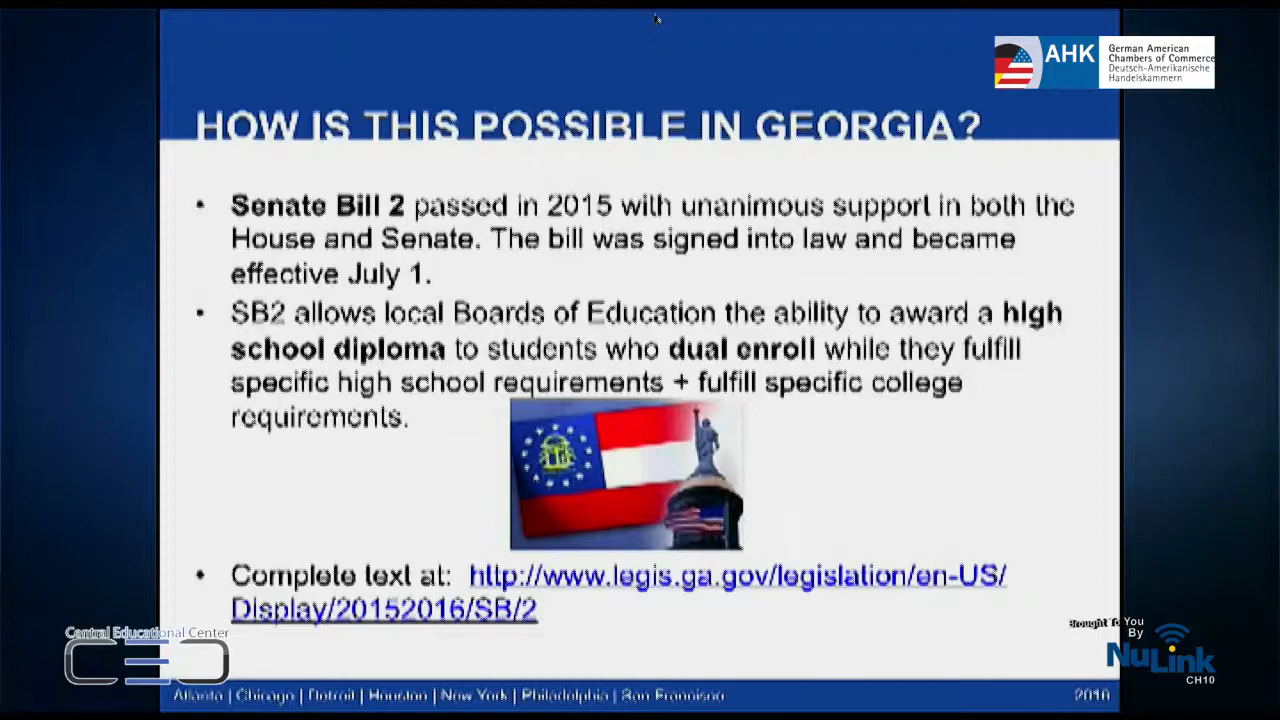 AHK
German American
Chambers of Commerce
Deutsch-Amerikanische
Handelskammern
HOW IS THIS POSSIBLE IN GEORGIA?
• Senate Bill 2 passed in 2015 with unanimous support in both the
House and Senate. The bill was signed into law and became
effective July 1.
• SB2 allows local Boards of Education the ability to award a high
school diploma to students who dual enroll while they fulfill
specific high school requirements + fulfill specific college
requirements.
• Complete text at: http://www.legis.ga.gov/legislation/en-US/
Display/20152016/SB/2
Central Educational Center
CEC
Brought To You
By
NuLink
CH10
Atlanta | Chicago | Detroit | Houston | New York | Philadelphia | San Francisco
2016